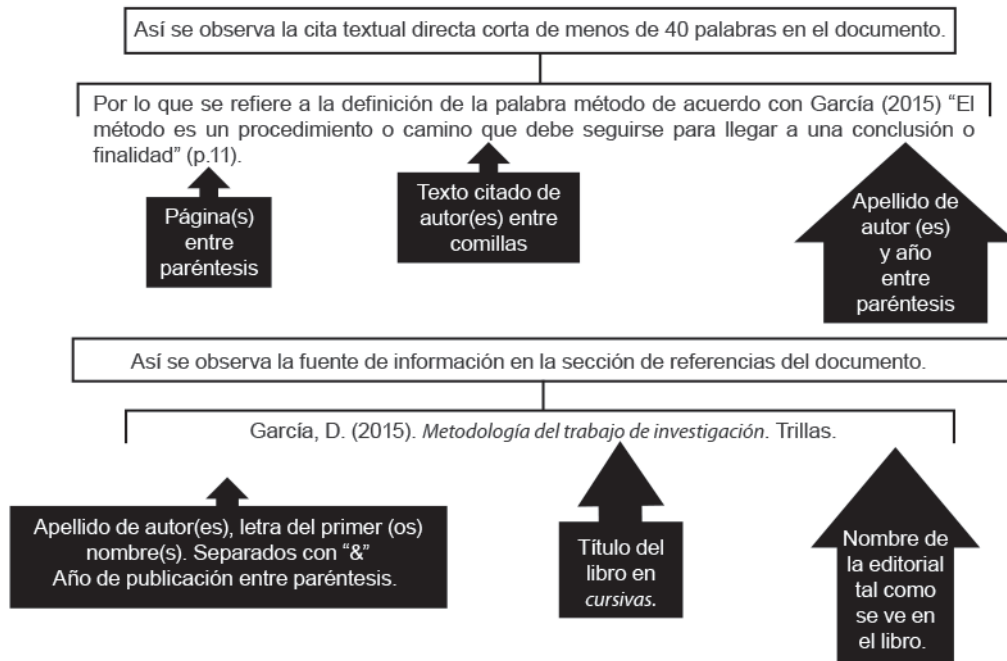 Así se observa la cita textual directa corta de menos de 40 palabras en el documento.
Por lo que se refiere a la definición de la palabra método de acuerdo con García (2015) “El
método es un procedimiento o camino que debe seguirse para llegar a una conclusión o
finalidad” (p.11).
Página(s)
entre
paréntesis
Texto citado de
autor(es) entre
comillas
Apellido de
autor (es)
y año
entre
paréntesis
Así se observa la fuente de información en la sección de referencias del documento.
García, D. (2015). Metodología del trabajo de investigación. Trillas.
Apellido de autor(es), letra del primer (os)
nombre(s). Separados con “&”
Año de publicación entre paréntesis.
Título del
libro en
cursivas.
Nombre de
la editorial
tal como
se ve en
el libro.